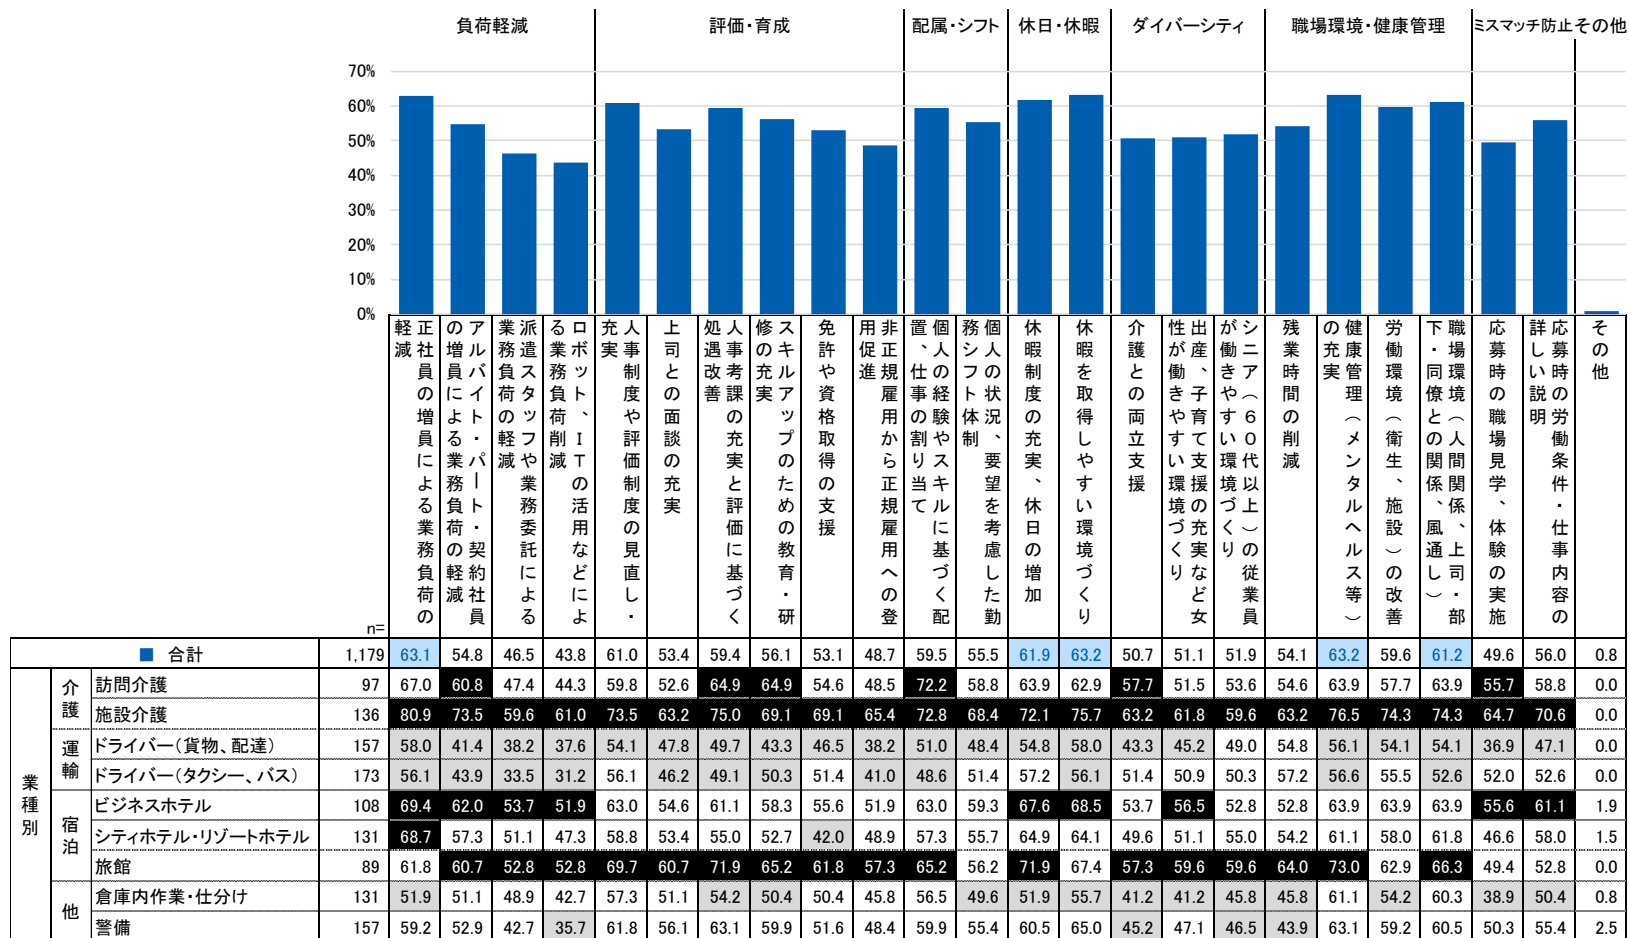 負荷軽減 評価・育成 配属・シフト 休日・休暇 ダイバーシティ 職場環境・健康管理 ミスマッチ防止 その他
70%
60%
50%
40%
30%
20%
10%
0%
正社員の増員による業務負荷の
軽減
アルバイト・パート・契約社員
の増員による業務負荷の軽減
派遣スタッフや業務委託による
業務負荷の軽減
ロボット、ITの活用などによ
る業務負荷削減
人事制度や評価制度の見直し・
充実
上司との面談の充実
人事考課の充実と評価に基づく
処遇改善
スキルアップのための教育・研
修の充実
免許や資格取得の支援
非正規雇用から正規雇用への登
用促進
個人の経験やスキルに基づく配
置、仕事の割り当て
個人の状況、要望を考慮した勤
務シフト体制
休暇制度の充実、休日の増加
休暇を取得しやすい環境づくり
介護との両立支援
出産、子育て支援の充実など女
性が働きやすい環境づくり
シニア(60代以上)の従業員
が働きやすい環境づくり
残業時間の削減
健康管理(メンタルヘルス等)
の充実
労働環境(衛生、施設)の改善
職場環境(人間関係、上司・部
下・同僚との関係、風通し)
応募時の職場見学、体験の実施
応募時の労働条件・仕事内容の
詳しい説明
その他
n=
■ 合計 1,179 63.1 54.8 46.5 43.8 61.0 53.4 59.4 56.1 53.1 48.7 59.5 55.5 61.9 63.2 50.7 51.1 51.9 54.1 63.2 59.6 61.2 49.6 56.0 0.8
業種別
介護
訪問介護 97 67.0 60.8 47.4 44.3 59.8 52.6 64.9 64.9 54.6 48.5 72.2 58.8 63.9 62.9 57.7 51.5 53.6 54.6 63.9 57.7 63.9 55.7 58.8 0.0
施設介護 136 80.9 73.5 59.6 61.0 73.5 63.2 75.0 69.1 69.1 65.4 72.8 68.4 72.1 75.7 63.2 61.8 59.6 63.2 76.5 74.3 74.3 64.7 70.6 0.0
運輸
ドライバー(貨物、配達) 157 58.0 41.4 38.2 37.6 54.1 47.8 49.7 43.3 46.5 38.2 51.0 48.4 54.8 58.0 43.3 45.2 49.0 54.8 56.1 54.1 54.1 36.9 47.1 0.0
ドライバー(タクシー、バス) 173 56.1 43.9 33.5 31.2 56.1 46.2 49.1 50.3 51.4 41.0 48.6 51.4 57.2 56.1 51.4 50.9 50.3 57.2 56.6 55.5 52.6 52.0 52.6 0.0
宿泊
ビジネスホテル 108 69.4 62.0 53.7 51.9 63.0 54.6 61.1 58.3 55.6 51.9 63.0 59.3 67.6 68.5 53.7 56.5 52.8 52.8 63.9 63.9 63.9 55.6 61.1 1.9
シティホテル・リゾートホテル 131 68.7 57.3 51.1 47.3 58.8 53.4 55.0 52.7 42.0 48.9 57.3 55.7 64.9 64.1 49.6 51.1 55.0 54.2 61.1 58.0 61.8 46.6 58.0 1.5
旅館 89 61.8 60.7 52.8 52.8 69.7 60.7 71.9 65.2 61.8 57.3 65.2 56.2 71.9 67.4 57.3 59.6 59.6 64.0 73.0 62.9 66.3 49.4 52.8 0.0
他
倉庫内作業・仕分け 131 51.9 51.1 48.9 42.7 57.3 51.1 54.2 50.4 50.4 45.8 56.5 49.6 51.9 55.7 41.2 41.2 45.8 45.8 61.1 54.2 60.3 38.9 50.4 0.8
警備 157 59.2 52.9 42.7 35.7 61.8 56.1 63.1 59.9 51.6 48.4 59.9 55.4 60.5 65.0 45.2 47.1 46.5 43.9 63.1 59.2 60.5 50.3 55.4 2.5